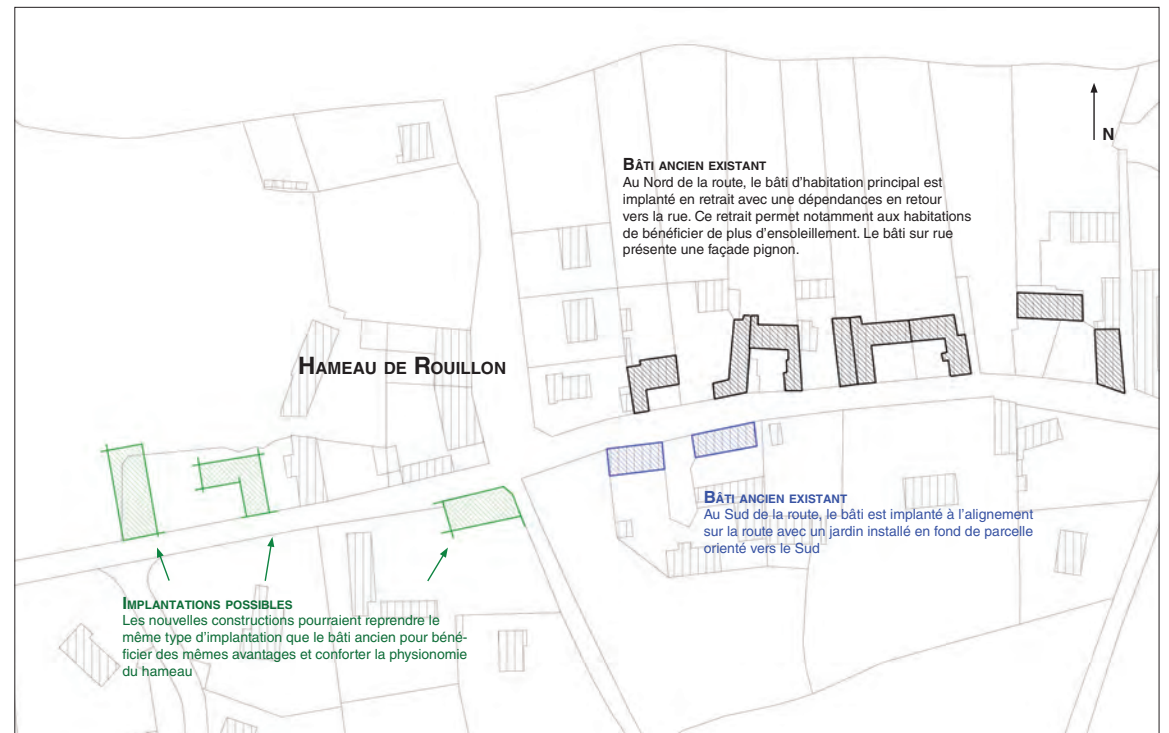 N
BÂTI ANCIEN EXISTANT
Au Nord de la route, le bâti d'habitation principal est
implanté en retrait avec une dépendances en retour
vers la rue. Ce retrait permet notamment aux habitations
de bénéficier de plus d'ensoleillement. Le bâti sur rue
présente une façade pignon.
HAMEAU DE ROUILLON
BÂTI ANCIEN EXISTANT
Au Sud de la route, le bâti est implanté à l'alignement
sur la route avec un jardin installé en fond de parcelle
orienté vers le Sud
IMPLANTATIONS POSSIBLES
Les nouvelles constructions pourraient reprendre le
même type d'implantation que le bâti ancien pour béné-
ficier des mêmes avantages et conforter la physionomie
du hameau